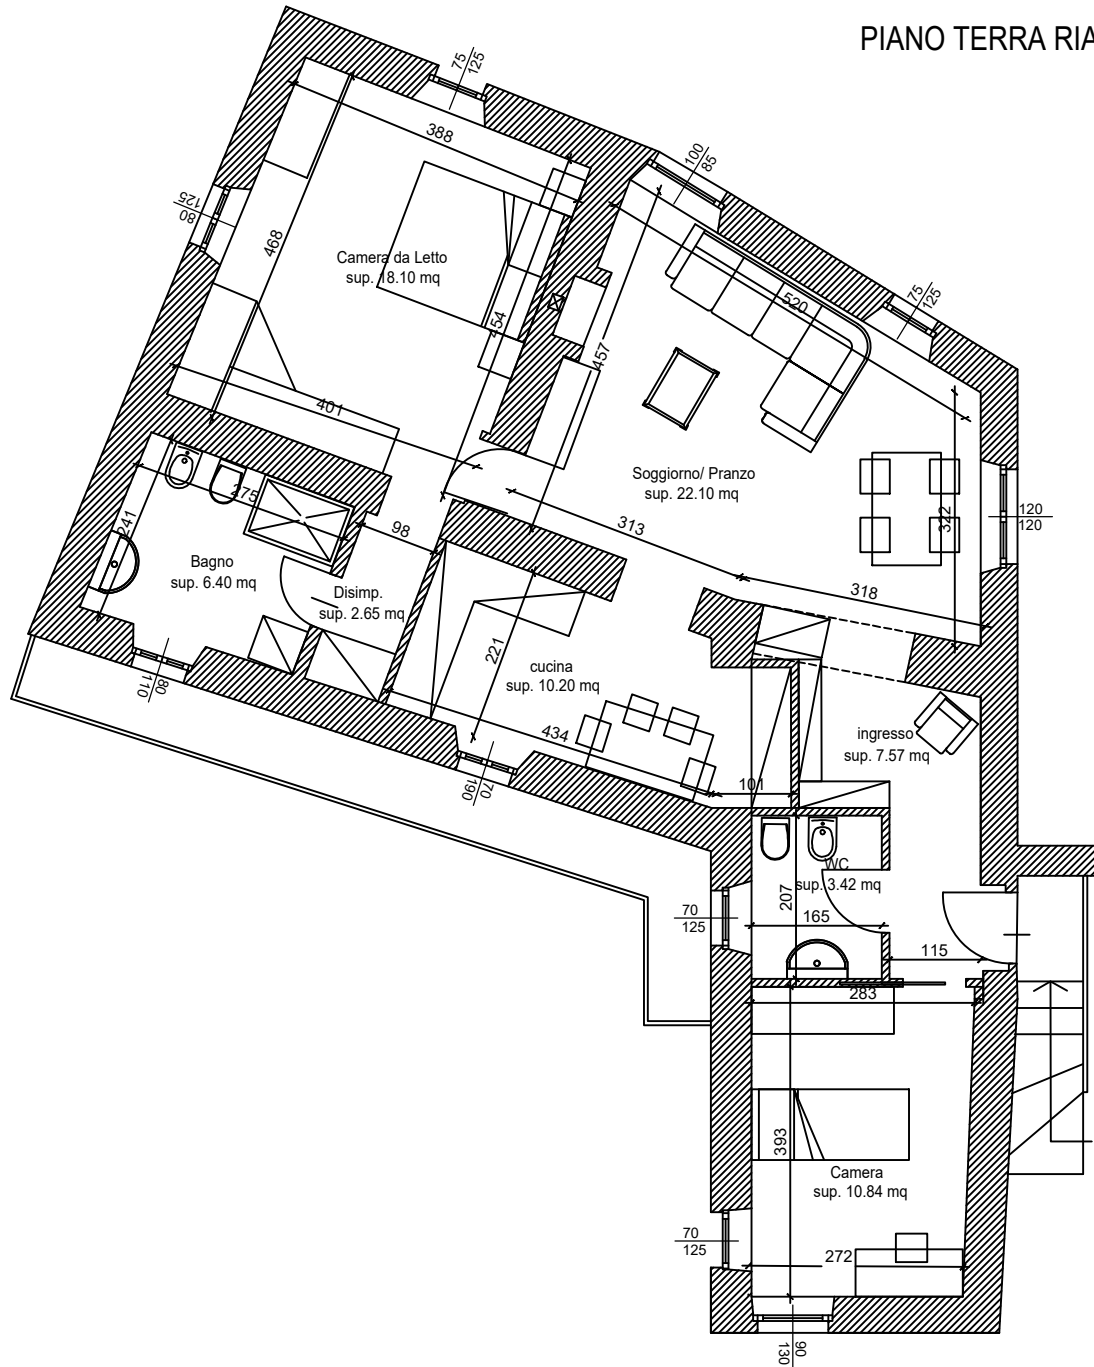 PIANO TERRA RIA
75
125
388
100
85
125
80
468
Camera da Letto
sup. 18.10 mq
454
457
520
75
125
401
Soggiorno/ Pranzo
sup. 22.10 mq
322
120
120
275
241
98
313
318
Bagno
sup. 6.40 mq
Disimp.
sup. 2.65 mq
80
110
221
cucina
sup. 10.20 mq
434
70
190
101
ingresso
sup. 7.57 mq
WC
sup. 3.42 mq
207
165
70
125
115
283
393
Camera
sup. 10.84 mq
70
125
272
90
130